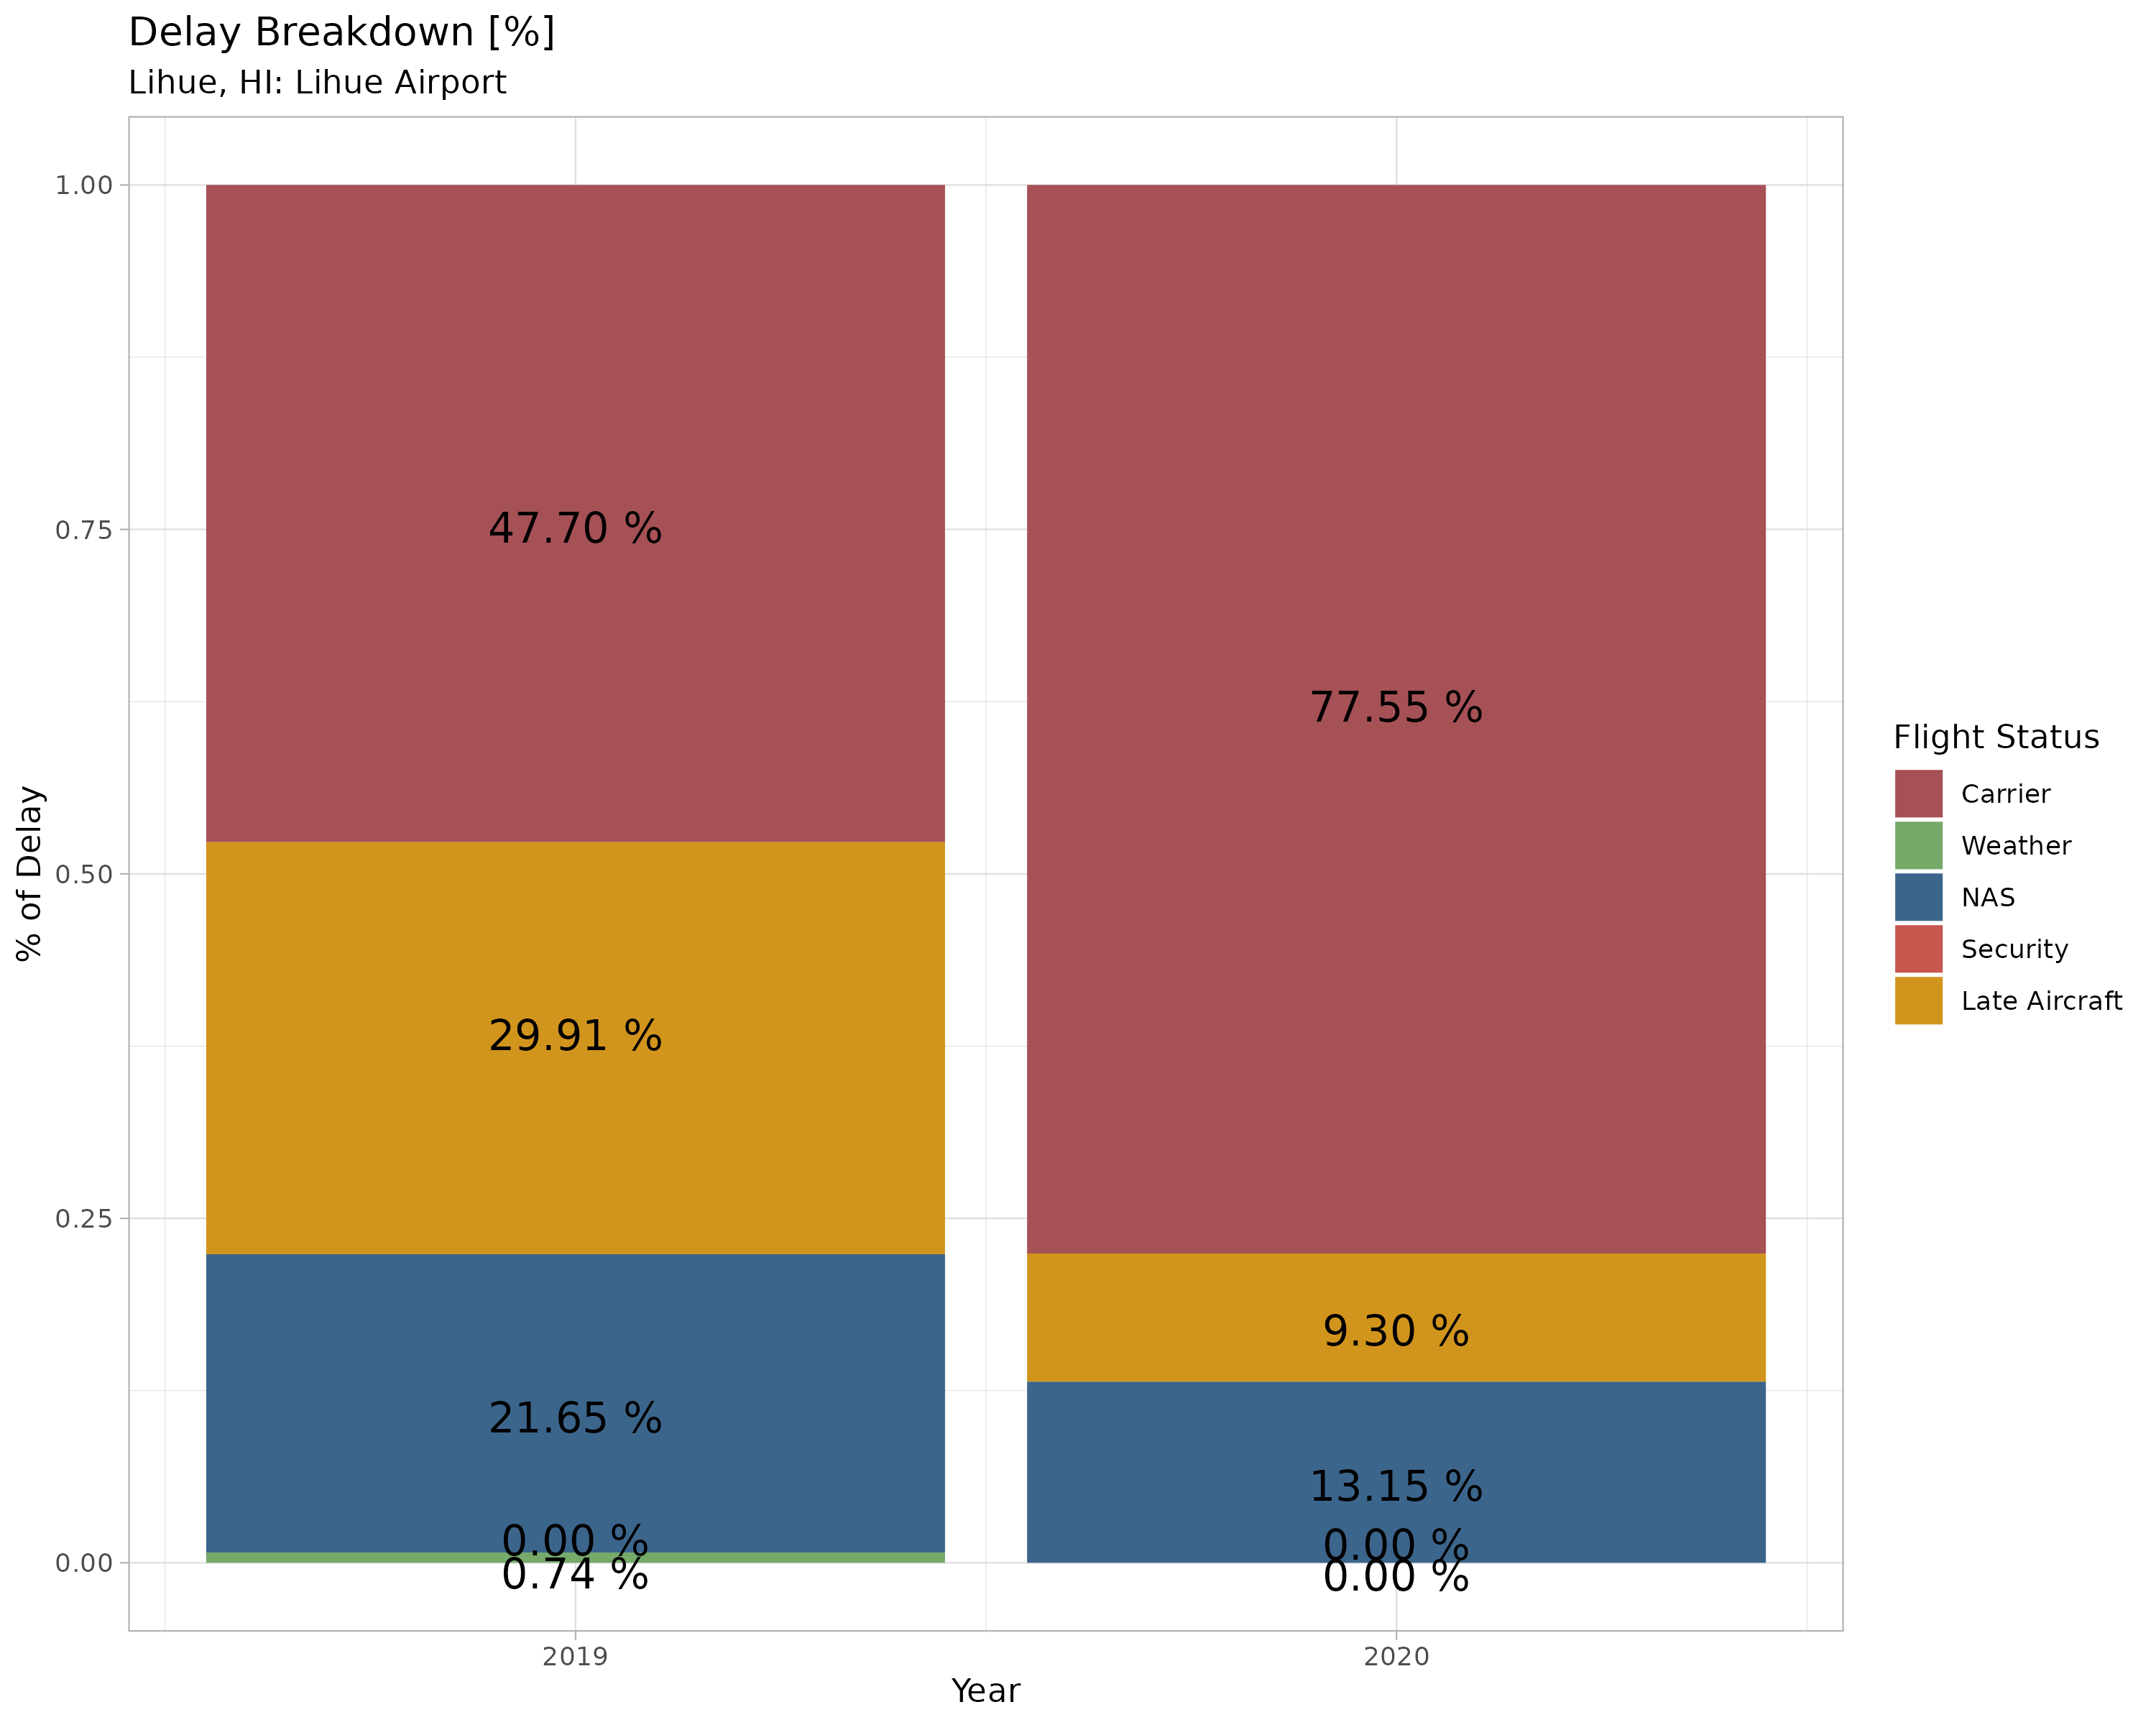 Delay Breakdown [%]
Lihue, HI: Lihue Airport
% of Delay
1.00
0.75
0.50
0.25
0.00
47.70 %
29.91 %
21.65 %
0.00 %
0.74 %
77.55 %
9.30 %
13.15 %
0.00 %
0.00 %
2019
2020
Year
Flight Status
Carrier
Weather
NAS
Security
Late Aircraft